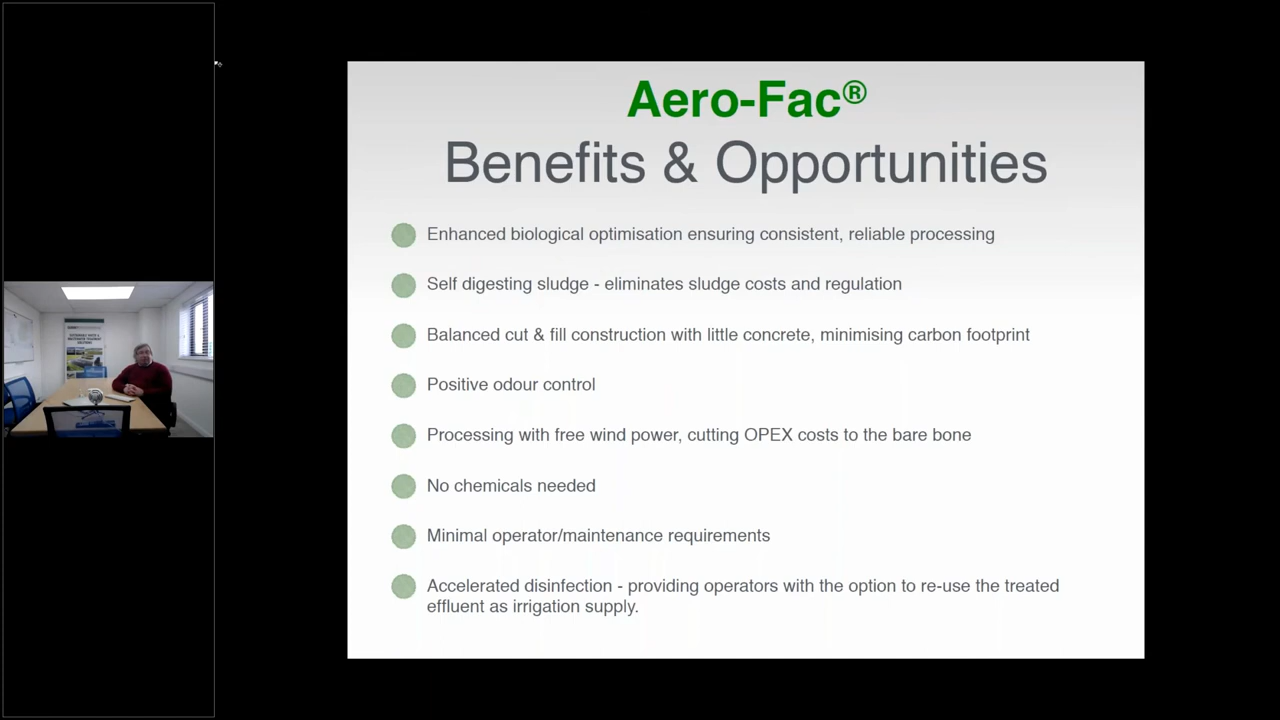 Aero-Fac®
Benefits & Opportunities
Enhanced biological optimisation ensuring consistent, reliable processing
Self digesting sludge - eliminates sludge costs and regulation
Balanced cut & fill construction with little concrete, minimising carbon footprint
Positive odour control
Processing with free wind power, cutting OPEX costs to the bare bone
No chemicals needed
Minimal operator/maintenance requirements
Accelerated disinfection - providing operators with the option to re-use the treated
effluent as irrigation supply.